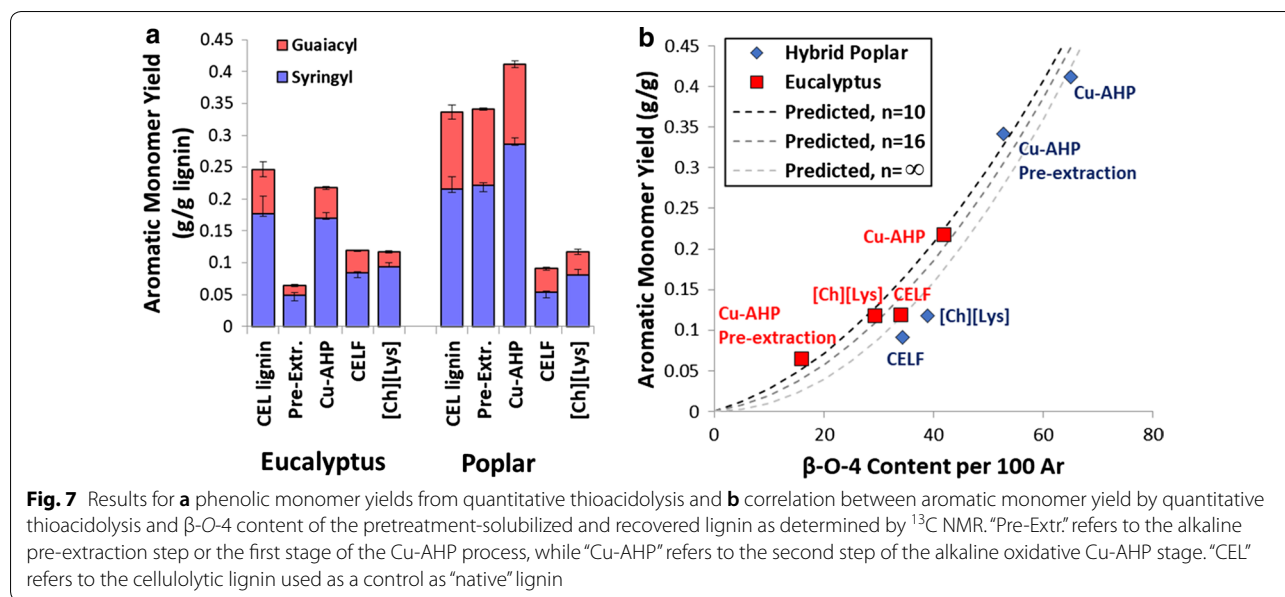 a
Guaiacyl
Syringyl
Aromatic Monomer Yield
(g/g lignin)
0.45
0.4
0.35
0.3
0.25
0.2
0.15
0.1
0.05
0
CEL lignin
Pre-Extr.
Cu-AHP
CELF
[Ch][Lys]
CEL lignin
Pre-Extr.
Cu-AHP
CELF
[Ch][Lys]
Eucalyptus
Poplar
b
Aromatic Monomer Yield (g/g)
0.45
0.4
0.35
0.3
0.25
0.2
0.15
0.1
0.05
0
Hybrid Poplar
Eucalyptus
Predicted, n=10
Predicted, n=16
Predicted, n=∞
Cu-AHP
Cu-AHP
Pre-extraction
Cu-AHP
[Ch][Lys]
CELF
[Ch][Lys]
Cu-AHP
Pre-extraction
CELF
0
20
40
60
80
β-O-4 Content per 100 Ar
Fig. 7 Results for a phenolic monomer yields from quantitative thioacidolysis and b correlation between aromatic monomer yield by quantitative
thioacidolysis and β-O-4 content of the pretreatment-solubilized and recovered lignin as determined by ¹³C NMR. “Pre-Extr.” refers to the alkaline
pre-extraction step or the first stage of the Cu-AHP process, while “Cu-AHP” refers to the second step of the alkaline oxidative Cu-AHP stage. “CEL”
refers to the cellulolytic lignin used as a control as “native” lignin